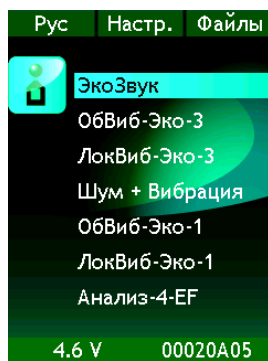 Рус Настр. Файлы
ЭкоЗвук
ОбВиб-Эко-3
ЛокВиб-Эко-3
Шум + Вибрация
ОбВиб-Эко-1
ЛокВиб-Эко-1
Анализ-4-EF
4.6 V 00020A05